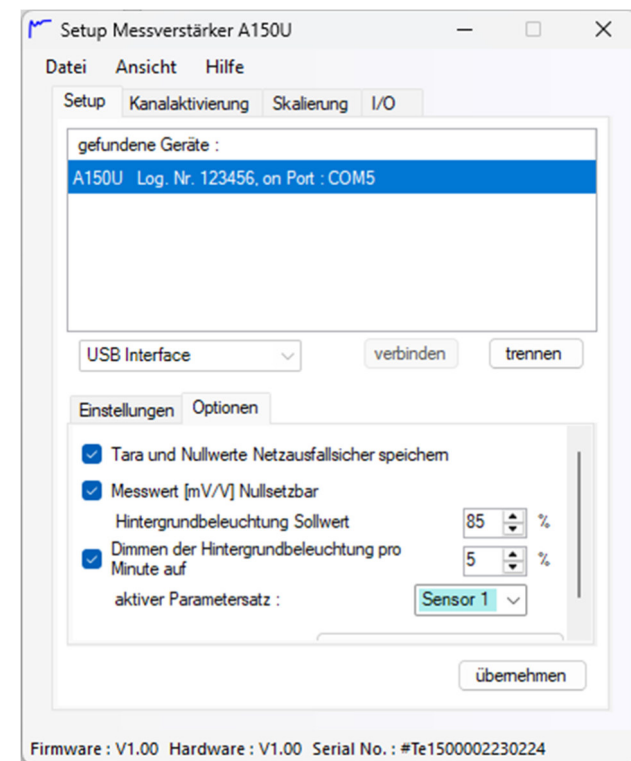 Setup Messverstärker A150U
Datei Ansicht Hilfe
Setup Kanalaktivierung Skalierung I/O
gefundene Geräte :
A150U Log. Nr. 123456, on Port : COM5
USB Interface verbinden trennen
Einstellungen Optionen
Tara und Nullwerte Netzausfallsicher speichern
Messwert [mV/V] Nullsetzbar
Hintergrundbeleuchtung Sollwert 85 %
Dimmen der Hintergrundbeleuchtung pro
Minute auf 5 %
aktiver Parametersatz : Sensor 1
übernehmen
Firmware : V1.00 Hardware : V1.00 Serial No. : #Te1500002230224